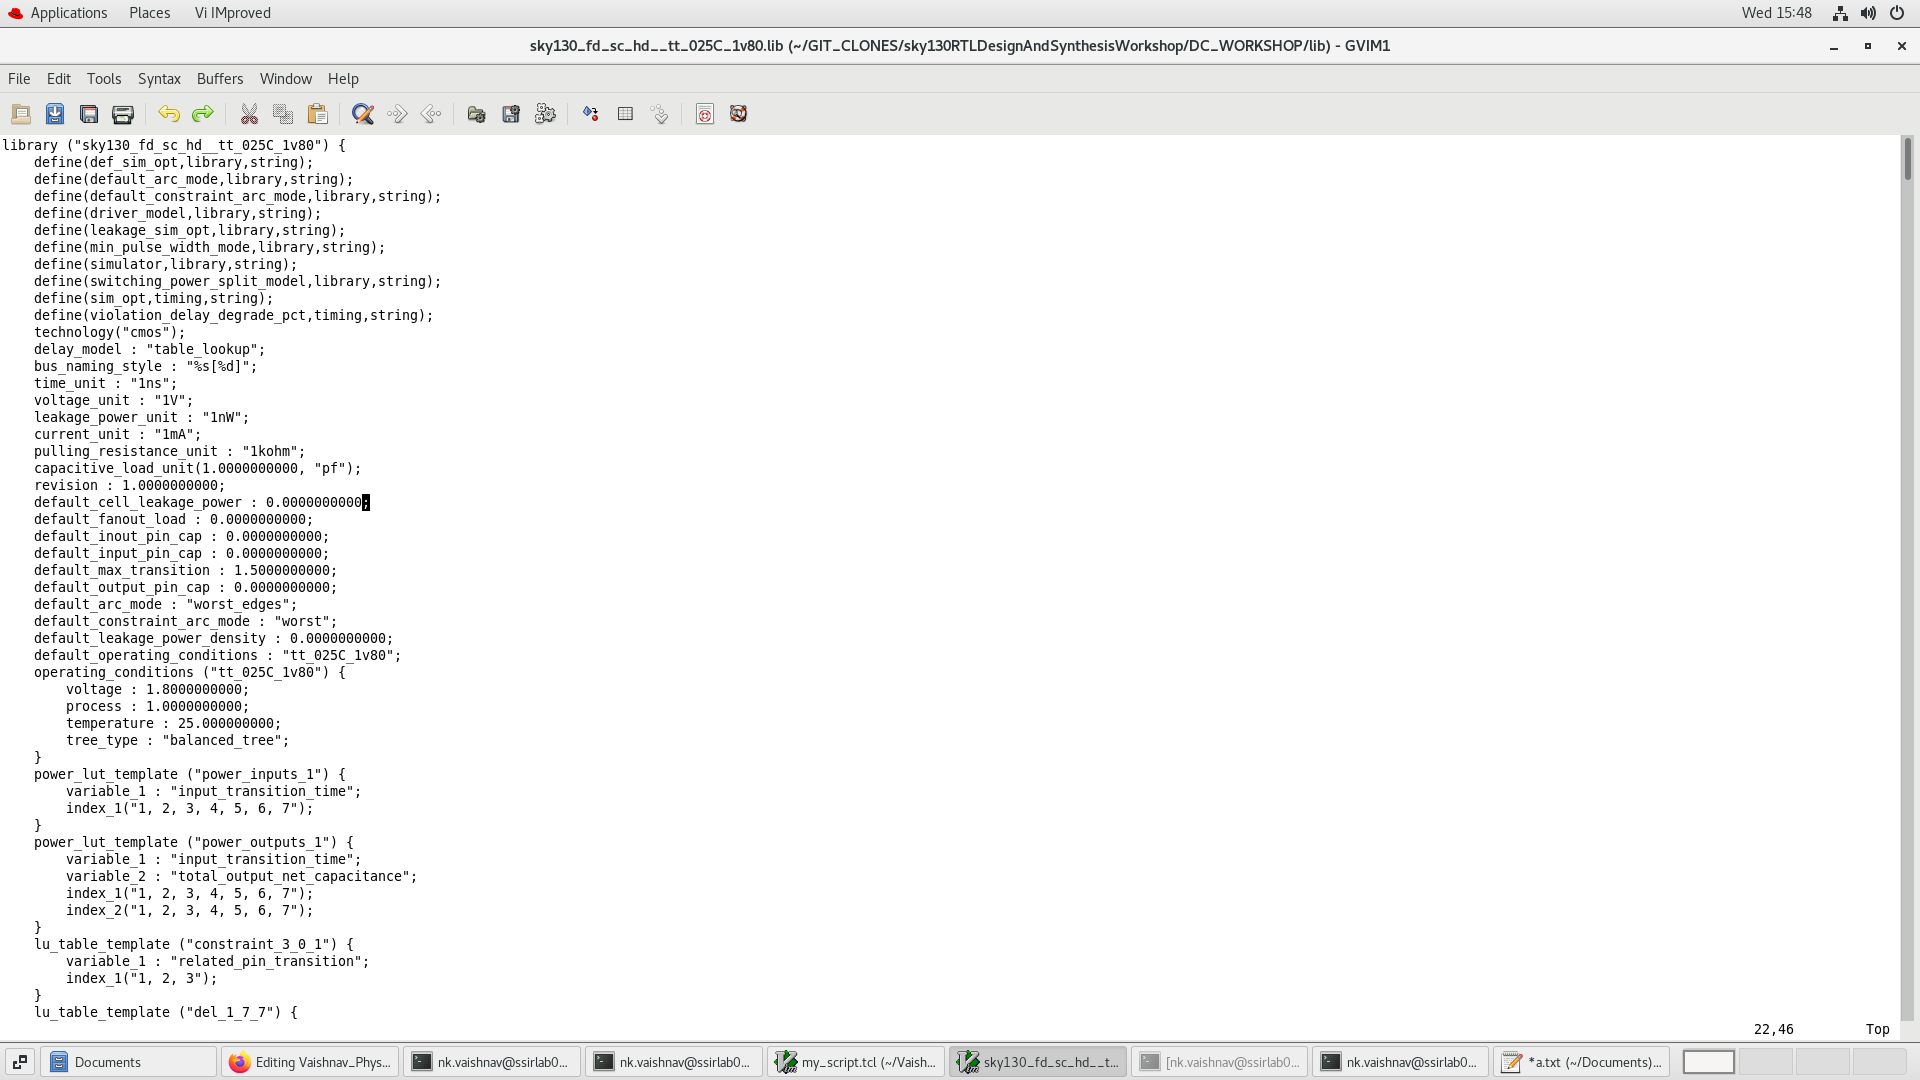 Applications Places Vi IMproved Wed 15:48
sky130_fd_sc_hd__tt_025C_1v80.lib (~/GIT_CLONES/sky130RTLDesignAndSynthesisWorkshop/DC_WORKSHOP/lib) - GVIM1
File Edit Tools Syntax Buffers Window Help
library ("sky130_fd_sc_hd__tt_025C_1v80") {
    define(def_sim_opt,library,string);
    define(default_arc_mode,library,string);
    define(default_constraint_arc_mode,library,string);
    define(driver_model,library,string);
    define(leakage_sim_opt,library,string);
    define(min_pulse_width_mode,library,string);
    define(simulator,library,string);
    define(switching_power_split_model,library,string);
    define(sim_opt,timing,string);
    define(violation_delay_degrade_pct,timing,string);
    technology("cmos");
    delay_model : "table_lookup";
    bus_naming_style : "%s[%d]";
    time_unit : "1ns";
    voltage_unit : "1V";
    leakage_power_unit : "1nW";
    current_unit : "1mA";
    pulling_resistance_unit : "1kohm";
    capacitive_load_unit(1.0000000000, "pf");
    revision : 1.0000000000;
    default_cell_leakage_power : 0.0000000000;
    default_fanout_load : 0.0000000000;
    default_inout_pin_cap : 0.0000000000;
    default_input_pin_cap : 0.0000000000;
    default_max_transition : 1.5000000000;
    default_output_pin_cap : 0.0000000000;
    default_arc_mode : "worst_edges";
    default_constraint_arc_mode : "worst";
    default_leakage_power_density : 0.0000000000;
    default_operating_conditions : "tt_025C_1v80";
    operating_conditions ("tt_025C_1v80") {
        voltage : 1.8000000000;
        process : 1.0000000000;
        temperature : 25.000000000;
        tree_type : "balanced_tree";
    }
    power_lut_template ("power_inputs_1") {
        variable_1 : "input_transition_time";
        index_1("1, 2, 3, 4, 5, 6, 7");
    }
    power_lut_template ("power_outputs_1") {
        variable_1 : "input_transition_time";
        variable_2 : "total_output_net_capacitance";
        index_1("1, 2, 3, 4, 5, 6, 7");
        index_2("1, 2, 3, 4, 5, 6, 7");
    }
    lu_table_template ("constraint_3_0_1") {
        variable_1 : "related_pin_transition";
        index_1("1, 2, 3");
    }
    lu_table_template ("del_1_7_7") {
22,46 Top
Documents Editing Vaishnav_Phys... nk.vaishnav@ssirlab0... nk.vaishnav@ssirlab0... my_script.tcl (~/Vaish... sky130_fd_sc_hd__t... [nk.vaishnav@ssirlab0... nk.vaishnav@ssirlab0... *a.txt (~/Documents)...